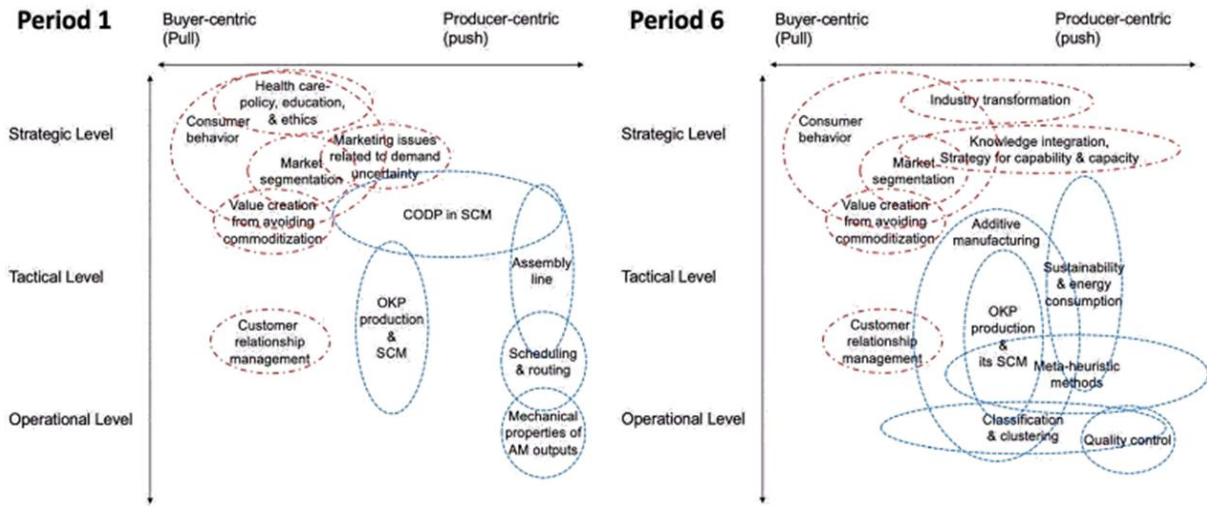 Period 1
Buyer-centric
(Pull)
Producer-centric
(push)
Strategic Level
Tactical Level
Operational Level
Health care-
policy, education,
& ethics
Consumer
behavior
Marketing issues
related to demand
uncertainty
Market
segmentation
Value creation
from avoiding
commoditization
CODP in SCM
Assembly
line
OKP
production
&
SCM
Customer
relationship
management
Scheduling
& routing
Mechanical
properties of
AM outputs
Period 6
Buyer-centric
(Pull)
Producer-centric
(push)
Strategic Level
Tactical Level
Operational Level
Industry transformation
Consumer
behavior
Knowledge integration,
Strategy for capability & capacity
Market
segmentation
Value creation
from avoiding
commoditization
Additive
manufacturing
Sustainability
& energy
consumption
OKP
production
&
its SCM
Customer
relationship
management
Meta-heuristic
methods
Classification
& clustering
Quality control